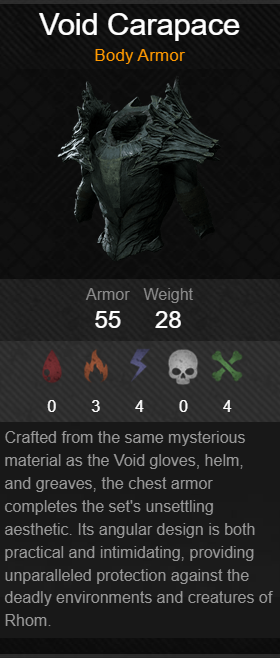 Void Carapace
Body Armor
Armor Weight
55 28
0 3 4 0 4
Crafted from the same mysterious
material as the Void gloves, helm,
and greaves, the chest armor
completes the set's unsettling
aesthetic. Its angular design is both
practical and intimidating, providing
unparalleled protection against the
deadly environments and creatures of
Rhom.